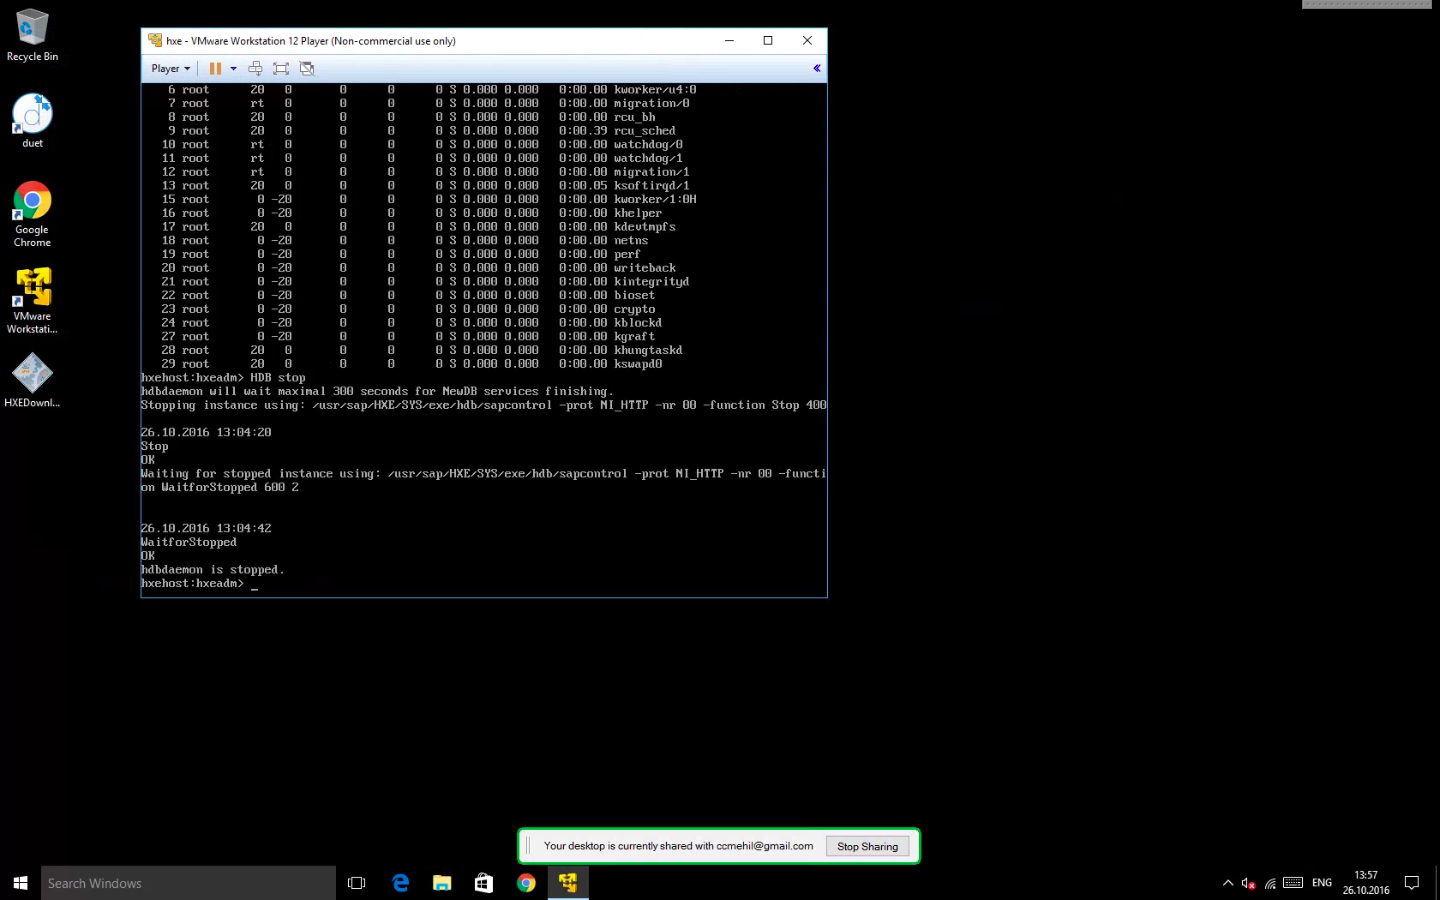 Recycle Bin
duet
Google
Chrome
VMware
Workstati...
HXEDownl...
hxe - VMware Workstation 12 Player (Non-commercial use only)
Player
6 root 20 0 0 0 0 S 0.000 0.000 0:00.00 kworker/u4:0
7 root rt 0 0 0 0 S 0.000 0.000 0:00.00 migration/0
8 root 20 0 0 0 0 S 0.000 0.000 0:00.00 rcu_bh
9 root 20 0 0 0 0 S 0.000 0.000 0:00.39 rcu_sched
10 root rt 0 0 0 0 S 0.000 0.000 0:00.00 watchdog/0
11 root rt 0 0 0 0 S 0.000 0.000 0:00.00 watchdog/1
12 root rt 0 0 0 0 S 0.000 0.000 0:00.00 migration/1
13 root 20 0 0 0 0 S 0.000 0.000 0:00.05 ksoftirqd/1
15 root 0 -20 0 0 0 S 0.000 0.000 0:00.00 kworker/1:0H
16 root 0 -20 0 0 0 S 0.000 0.000 0:00.00 khelper
17 root 20 0 0 0 0 S 0.000 0.000 0:00.00 kdevtmpfs
18 root 0 -20 0 0 0 S 0.000 0.000 0:00.00 netns
19 root 0 -20 0 0 0 S 0.000 0.000 0:00.00 perf
20 root 0 -20 0 0 0 S 0.000 0.000 0:00.00 writeback
21 root 0 -20 0 0 0 S 0.000 0.000 0:00.00 kintegrityd
22 root 0 -20 0 0 0 S 0.000 0.000 0:00.00 bioset
23 root 0 -20 0 0 0 S 0.000 0.000 0:00.00 crypto
24 root 0 -20 0 0 0 S 0.000 0.000 0:00.00 kblockd
27 root 0 -20 0 0 0 S 0.000 0.000 0:00.00 kgraft
28 root 20 0 0 0 0 S 0.000 0.000 0:00.00 khungtaskd
29 root 20 0 0 0 0 S 0.000 0.000 0:00.00 kswapd0
hxehost:hxeadm> HDB stop
hdbdaemon will wait maximal 300 seconds for NewDB services finishing.
Stopping instance using: /usr/sap/HXE/SYS/exe/hdb/sapcontrol -prot NI_HTTP -nr 00 -function Stop 400
26.10.2016 13:04:20
Stop
OK
Waiting for stopped instance using: /usr/sap/HXE/SYS/exe/hdb/sapcontrol -prot NI_HTTP -nr 00 -functi
on WaitforStopped 600 2
26.10.2016 13:04:42
WaitforStopped
OK
hdbdaemon is stopped.
hxehost:hxeadm> _
Your desktop is currently shared with ccmehil@gmail.com
Stop Sharing
Search Windows
ENG
13:57
26.10.2016